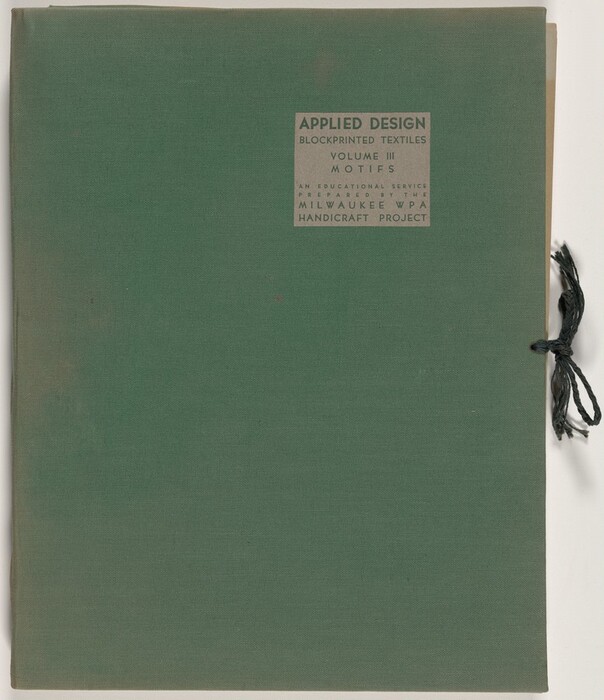 APPLIED DESIGN
BLOCKPRINTED TEXTILES
VOLUME III
MOTIFS
AN EDUCATIONAL SERVICE
PREPARED BY THE
MILWAUKEE WPA
HANDICRAFT PROJECT